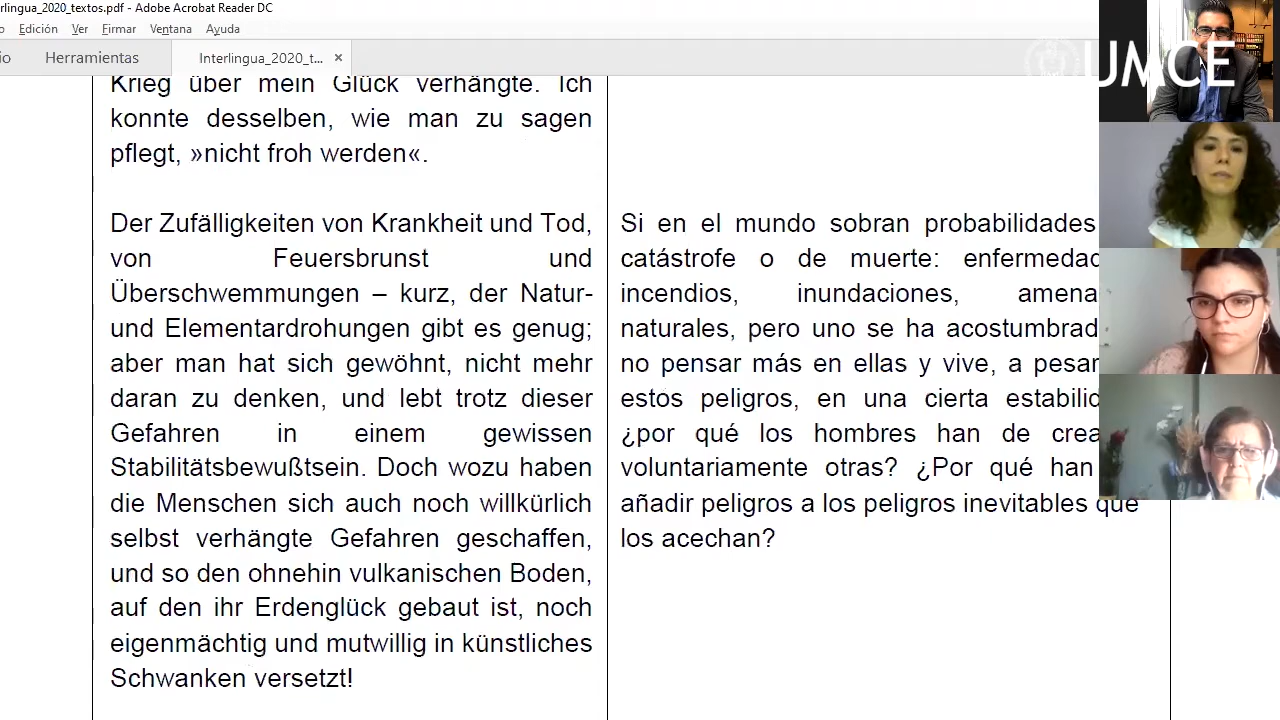 rlingua_2020_textos.pdf - Adobe Acrobat Reader DC
Edición Ver Firmar Ventana Ayuda
io Herramientas Interlingua_2020_t... ×
UMCE
Krieg über mein Glück verhängte. Ich
konnte desselben, wie man zu sagen
pflegt, »nicht froh werden«.
Der Zufälligkeiten von Krankheit und Tod,
von Feuersbrunst und
Überschwemmungen – kurz, der Natur-
und Elementardrohungen gibt es genug;
aber man hat sich gewöhnt, nicht mehr
daran zu denken, und lebt trotz dieser
Gefahren in einem gewissen
Stabilitätsbewußtsein. Doch wozu haben
die Menschen sich auch noch willkürlich
selbst verhängte Gefahren geschaffen,
und so den ohnehin vulkanischen Boden,
auf den ihr Erdenglück gebaut ist, noch
eigenmächtig und mutwillig in künstliches
Schwanken versetzt!
Si en el mundo sobran probabilidades
catástrofe o de muerte: enfermedad
incendios, inundaciones, amena
naturales, pero uno se ha acostumbrad
no pensar más en ellas y vive, a pesar
estos peligros, en una cierta estabilid
¿por qué los hombres han de crea
voluntariamente otras? ¿Por qué han
añadir peligros a los peligros inevitables que
los acechan?